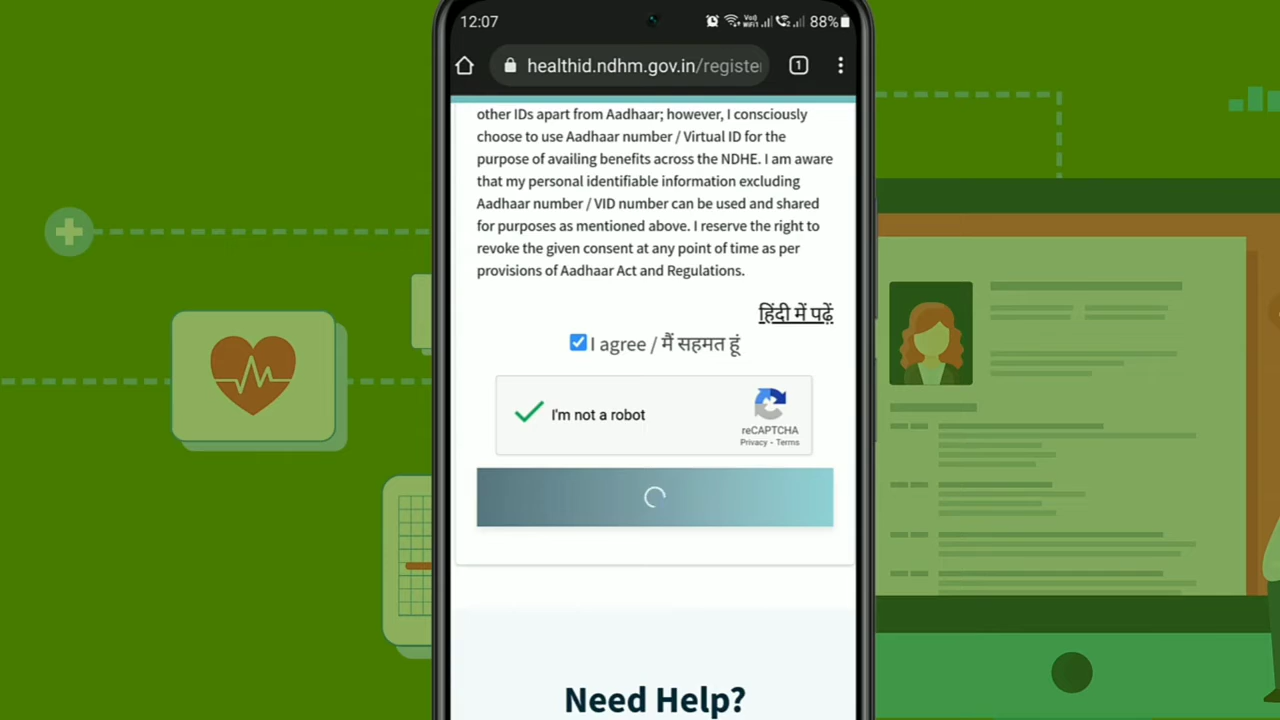 12:07
88%
healthid.ndhm.gov.in/registe
1
other IDs apart from Aadhaar; however, I consciously
choose to use Aadhaar number / Virtual ID for the
purpose of availing benefits across the NDHE. I am aware
that my personal identifiable information excluding
Aadhaar number / VID number can be used and shared
for purposes as mentioned above. I reserve the right to
revoke the given consent at any point of time as per
provisions of Aadhaar Act and Regulations.
हिंदी में पढ़ें
I agree / मैं सहमत हूं
I'm not a robot
reCAPTCHA
Privacy - Terms
Need Help?